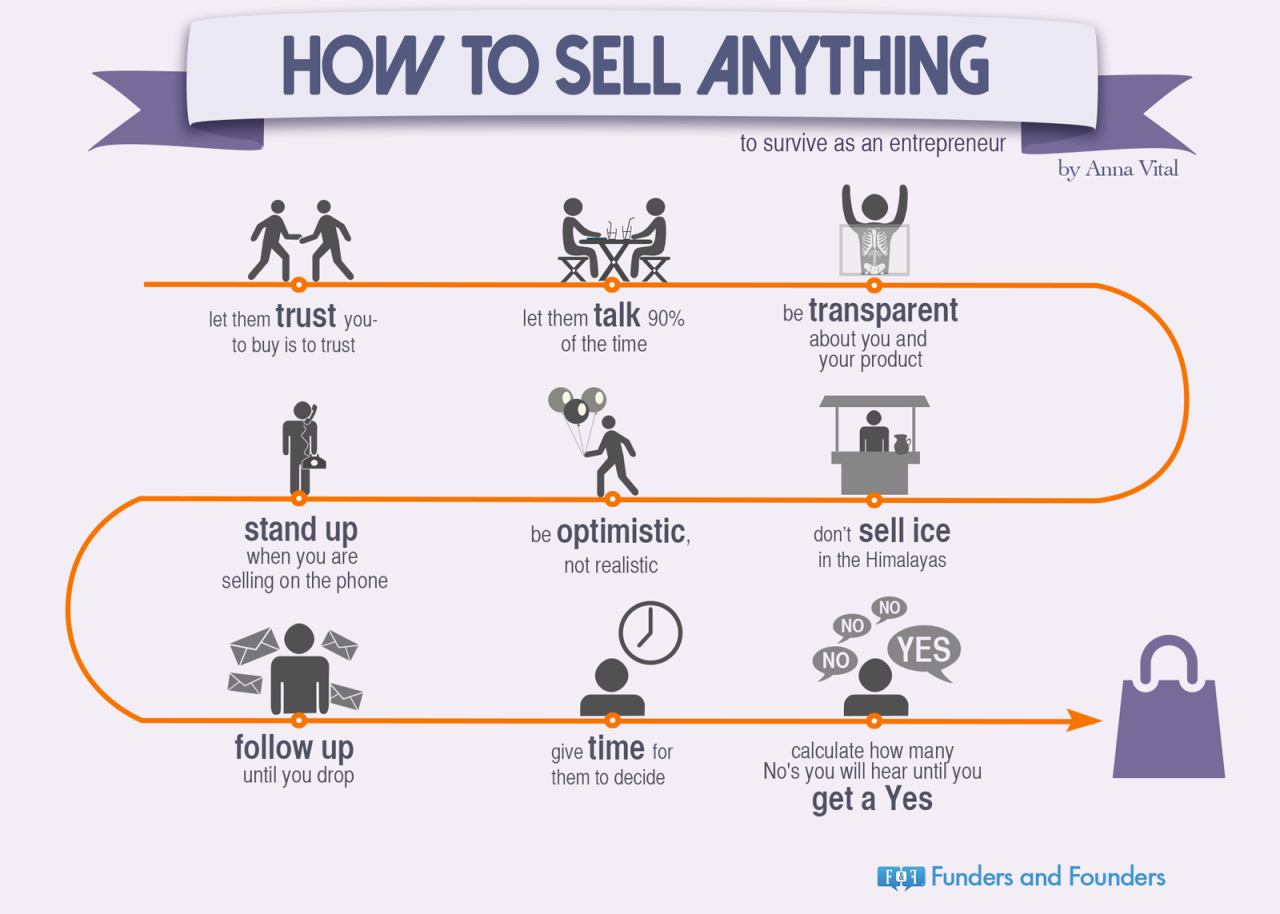 HOW TO SELL ANYTHING
to survive as an entrepreneur
by Anna Vital
let them trust you-
to buy is to trust
let them talk 90%
of the time
be transparent
about you and
your product
stand up
when you are
selling on the phone
be optimistic,
not realistic
don't sell ice
in the Himalayas
follow up
until you drop
give time for
them to decide
NO
NO
NO
YES
calculate how many
No's you will hear until you
get a Yes
F&F Funders and Founders